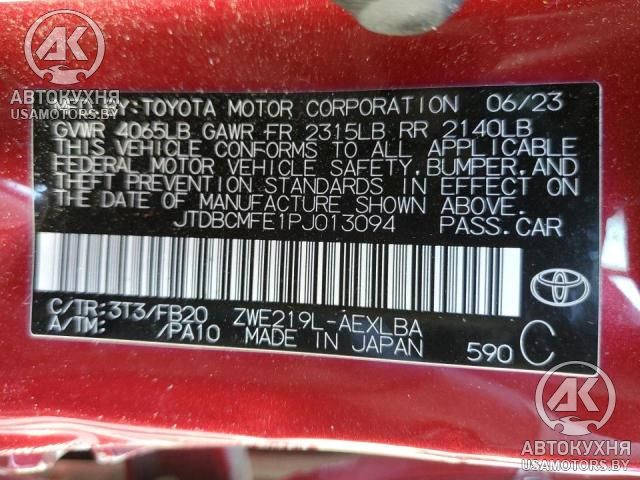 AK
АВТОКУХНЯ
USAMOTORS.BY
MFD BY: TOYOTA MOTOR CORPORATION 06/23
GVWR 4065LB GAWR FR 2315LB RR 2140LB
THIS VEHICLE CONFORMS TO ALL APPLICABLE
FEDERAL MOTOR VEHICLE SAFETY, BUMPER, AND
THEFT PREVENTION STANDARDS IN EFFECT ON
THE DATE OF MANUFACTURE SHOWN ABOVE.
JTDBCMFE1PJ013094 PASS.CAR
C/TR: 3T3/FB20 ZWE219L-AEXLBA
A/TM: /PA10 MADE IN JAPAN 590 C
AK
АВТОКУХНЯ
USAMOTORS.BY